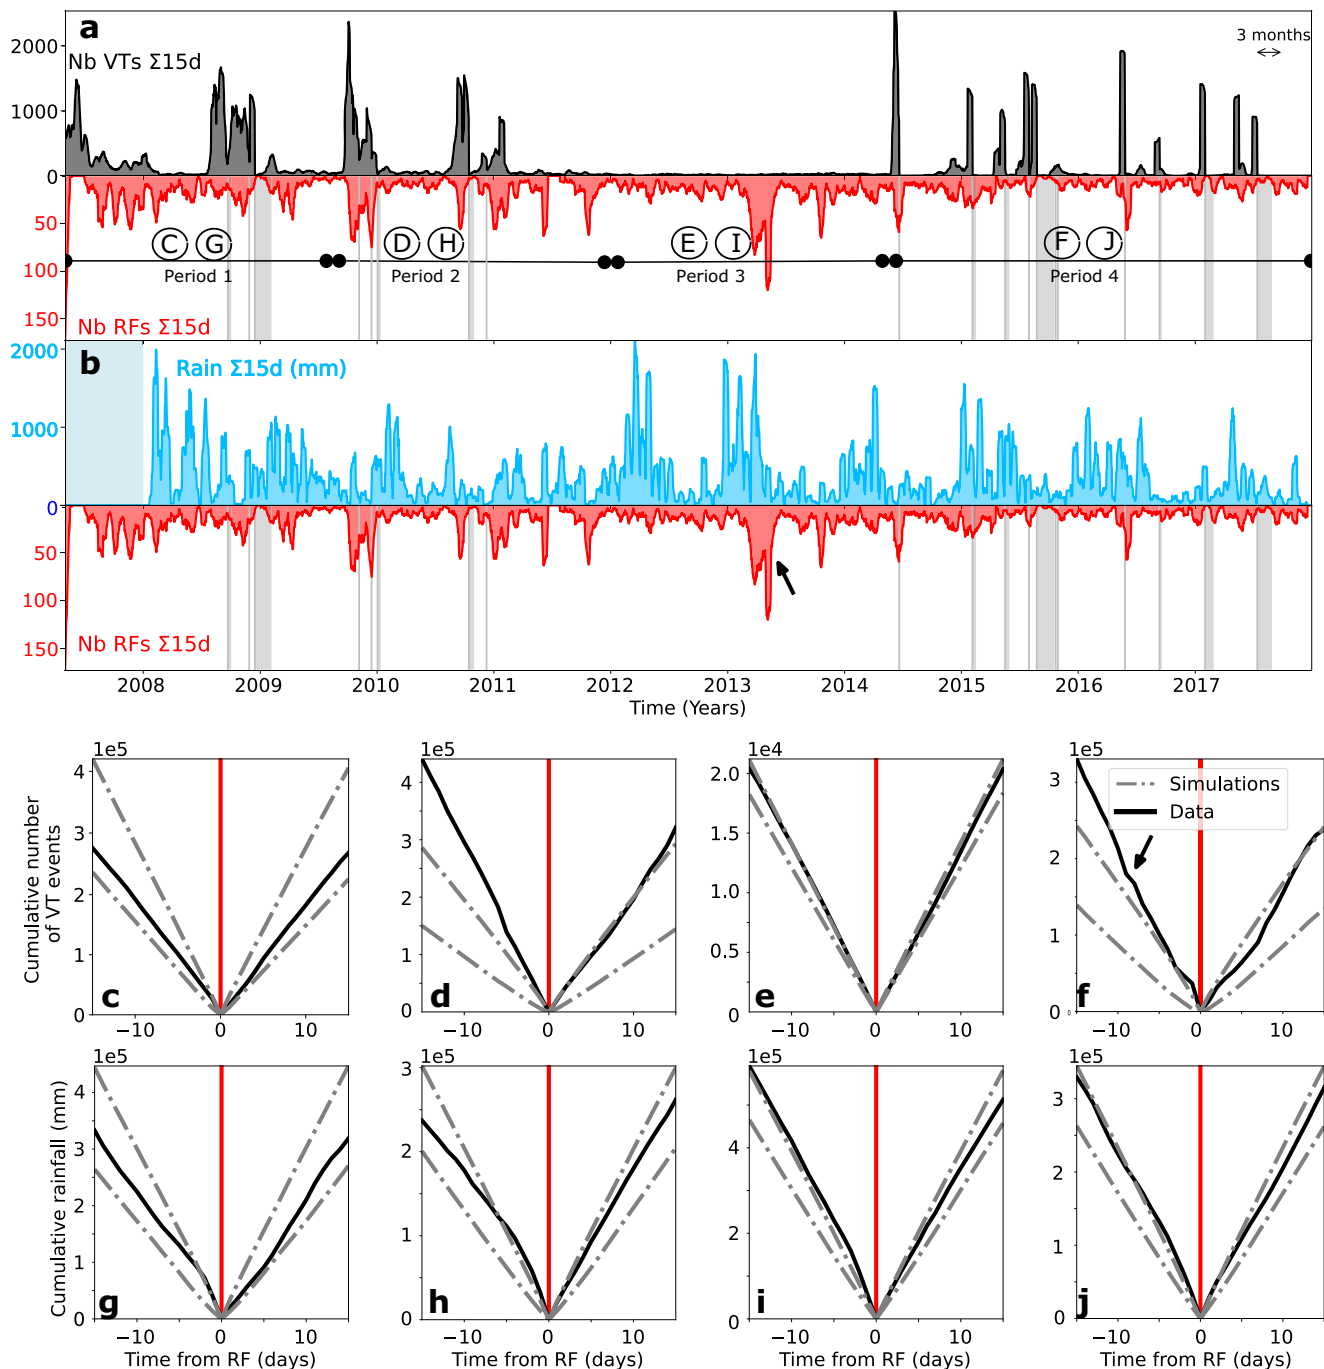 a
Nb VTs Σ15d
3 months
2000
1000
0
50
100
150
C G D H E I F J
Period 1 Period 2 Period 3 Period 4
Nb RFs Σ15d
b
Rain Σ15d (mm)
2000
1000
0
50
100
150
Nb RFs Σ15d
2008 2009 2010 2011 2012 2013 2014 2015 2016 2017
Time (Years)
1e5 1e5 1e4 1e5
Cumulative number
of VT events
4
3
2
1
0
c
−10 0 10
4
3
2
1
0
d
−10 0 10
2.0
1.5
1.0
0.5
0.0
e
−10 0 10
Simulations
Data
3
2
1
0
f
−10 0 10
1e5 1e5 1e5 1e5
Cumulative rainfall (mm)
4
3
2
1
0
g
−10 0 10
Time from RF (days)
3
2
1
0
h
−10 0 10
Time from RF (days)
4
2
0
i
−10 0 10
Time from RF (days)
3
2
1
0
j
−10 0 10
Time from RF (days)